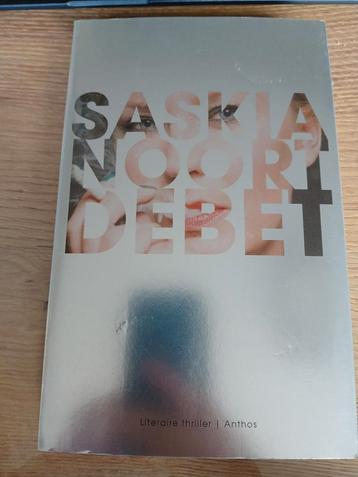 SASKIA
NOORT
DEBET
Literaire thriller | Anthos